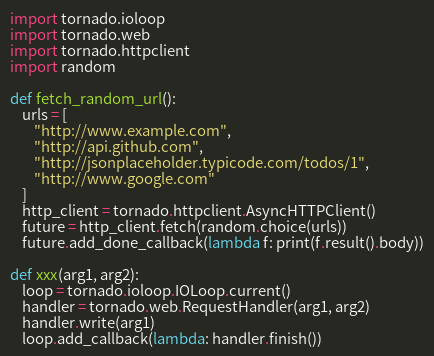 import tornado.ioloop
import tornado.web
import tornado.httpclient
import random

def fetch_random_url():
    urls = [
        "http://www.example.com",
        "http://api.github.com",
        "http://jsonplaceholder.typicode.com/todos/1",
        "http://www.google.com"
    ]
    http_client = tornado.httpclient.AsyncHTTPClient()
    future = http_client.fetch(random.choice(urls))
    future.add_done_callback(lambda f: print(f.result().body))

def xxx(arg1, arg2):
    loop = tornado.ioloop.IOLoop.current()
    handler = tornado.web.RequestHandler(arg1, arg2)
    handler.write(arg1)
    loop.add_callback(lambda: handler.finish())